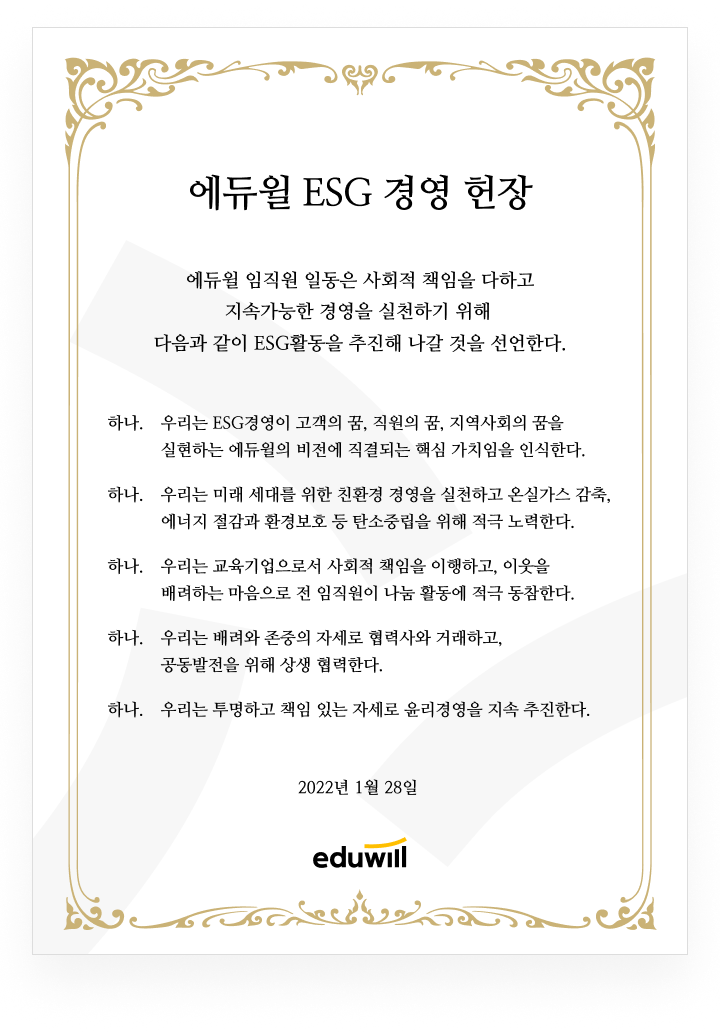 에듀윌 ESG 경영 헌장
에듀윌 임직원 일동은 사회적 책임을 다하고
지속가능한 경영을 실천하기 위해
다음과 같이 ESG활동을 추진해 나갈 것을 선언한다.
하나. 우리는 ESG경영이 고객의 꿈, 직원의 꿈, 지역사회의 꿈을
실현하는 에듀윌의 비전에 직결되는 핵심 가치임을 인식한다.
하나. 우리는 미래 세대를 위한 친환경 경영을 실천하고 온실가스 감축,
에너지 절감과 환경보호 등 탄소중립을 위해 적극 노력한다.
하나. 우리는 교육기업으로서 사회적 책임을 이행하고, 이웃을
배려하는 마음으로 전 임직원이 나눔 활동에 적극 동참한다.
하나. 우리는 배려와 존중의 자세로 협력사와 거래하고,
공동발전을 위해 상생 협력한다.
하나. 우리는 투명하고 책임 있는 자세로 윤리경영을 지속 추진한다.
2022년 1월 28일
eduwill